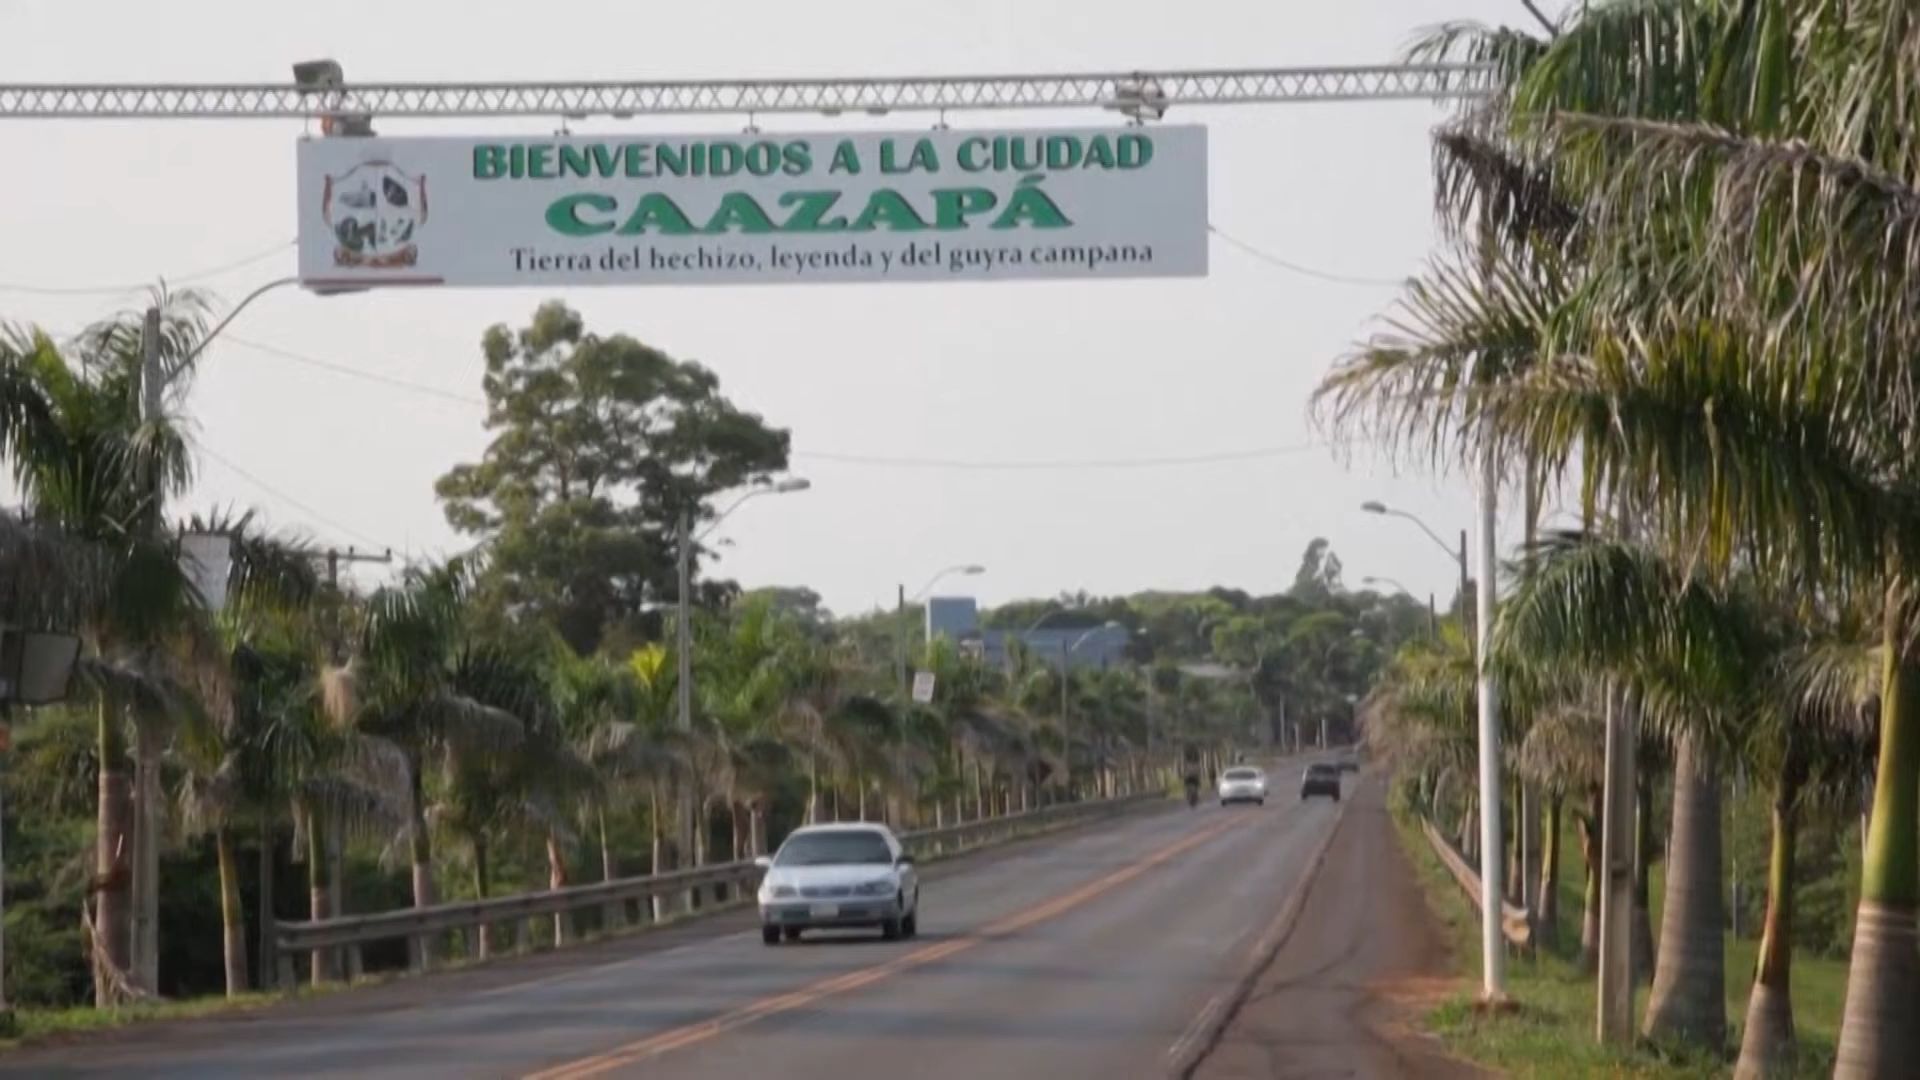 BIENVENIDOS A LA CIUDAD
CAAZAPÁ
Tierra del hechizo, leyenda y del guyra campana